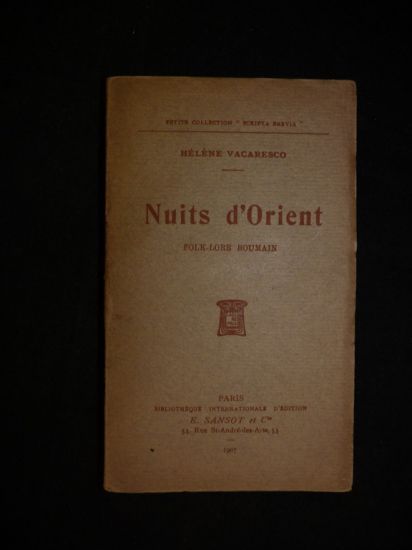 PETITE COLLECTION " SCRIPTA BREVIA "
HÉLÈNE VACARESCO
Nuits d'Orient
FOLK-LORE ROUMAIN
PARIS
BIBLIOTHÈQUE INTERNATIONALE D'ÉDITION
E. SANSOT et Cie
53, Rue St-André-des-Arts, 53
1907